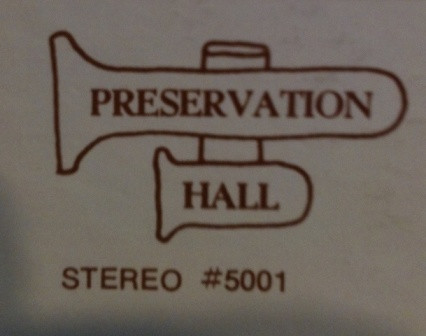 PRESERVATION
HALL
STEREO #5001